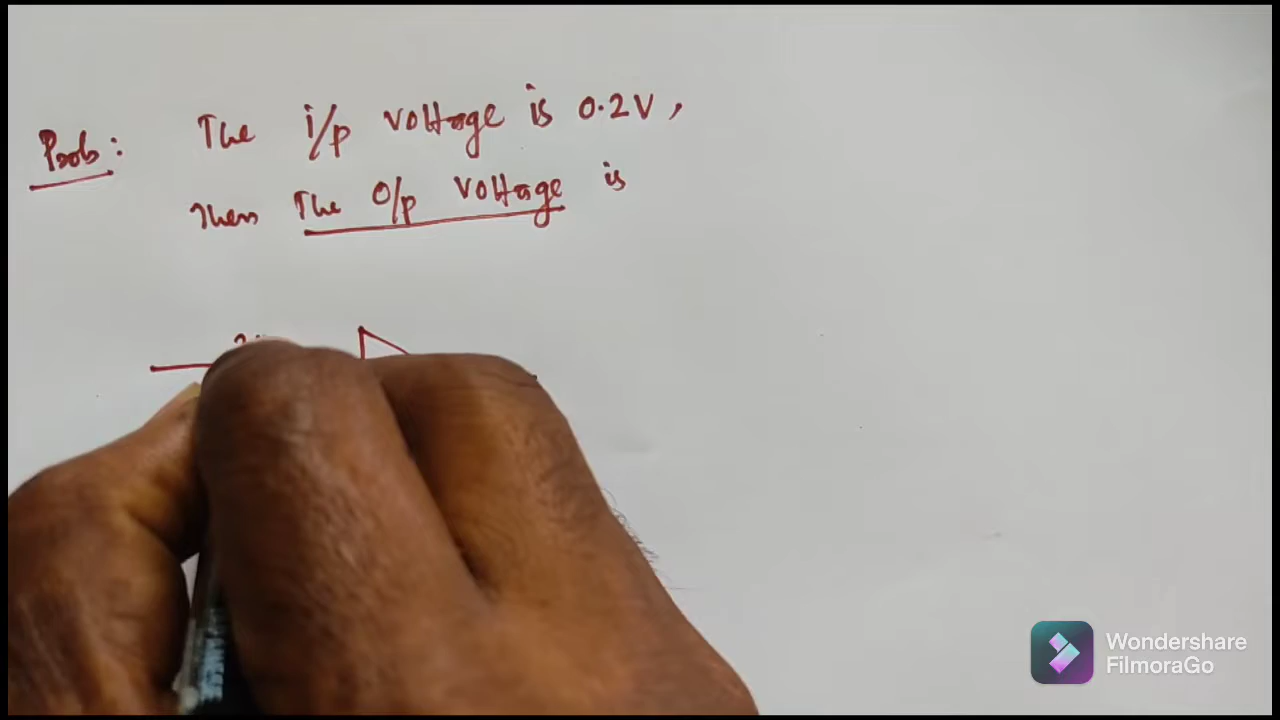 Prob: The i/p voltage is 0.2V,
then The o/p voltage is
Wondershare
FilmoraGo